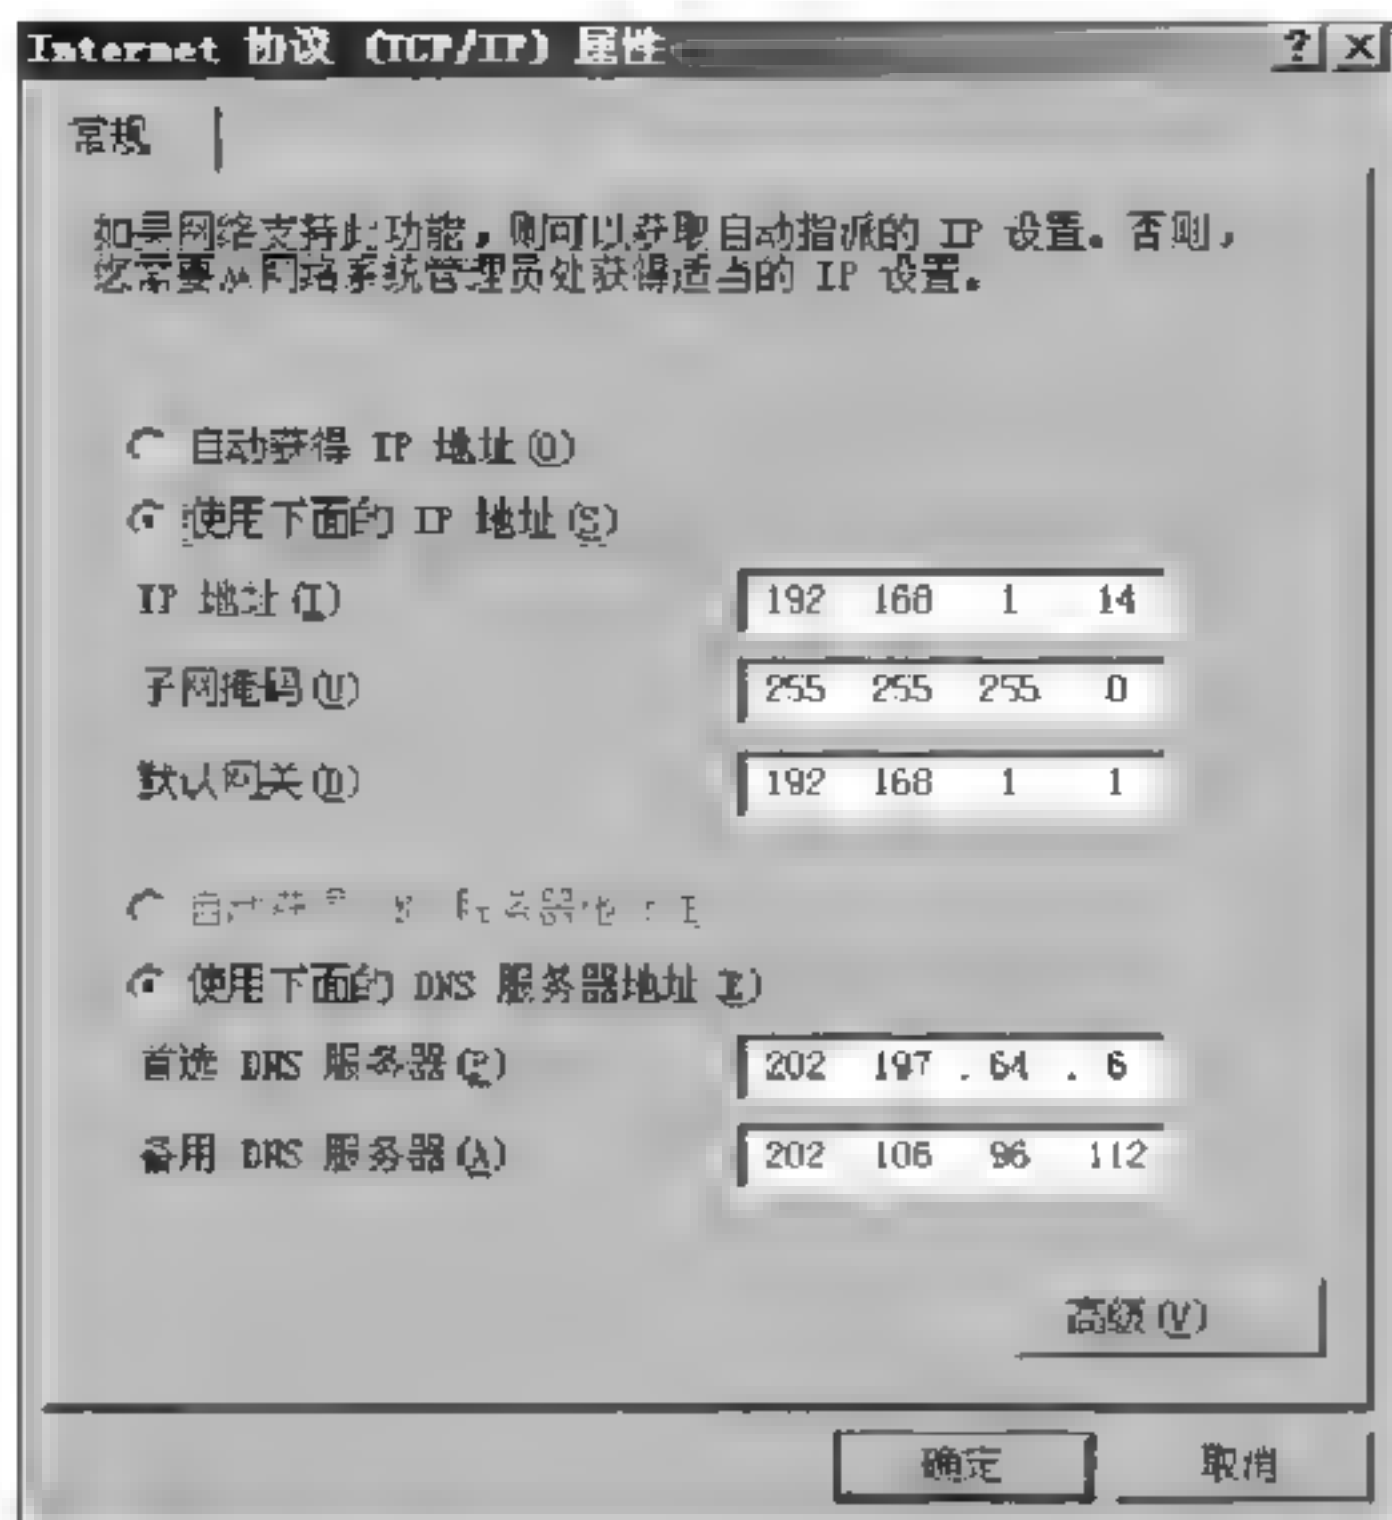 Internet 协议 (TCP/IP) 属性
常规
如果网络支持此功能，则可以获取自动指派的 IP 设置。否则，
您需要从网络系统管理员处获得适当的 IP 设置。
自动获得 IP 地址(O)
使用下面的 IP 地址(S)
IP 地址(I) 192 168 1 14
子网掩码(U) 255 255 255 0
默认网关(D) 192 168 1 1
使用下面的 DNS 服务器地址(E)
首选 DNS 服务器(P) 202 197 . 64 . 6
备用 DNS 服务器(A) 202 106 96 112
高级(V)
确定 取消